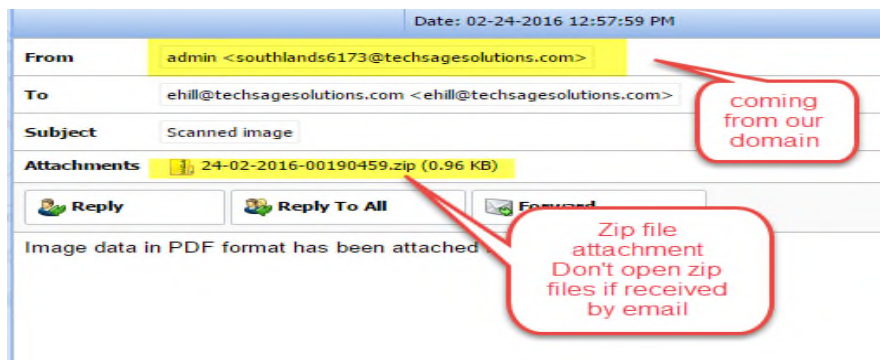 Date: 02-24-2016 12:57:59 PM
From admin <southlands6173@techsagesolutions.com>
To ehill@techsagesolutions.com <ehill@techsagesolutions.com>
coming
from our
domain
Subject Scanned image
Attachments 24-02-2016-00190459.zip (0.96 KB)
Reply Reply To All Forward
Image data in PDF format has been attached
Zip file
attachment
Don't open zip
files if received
by email